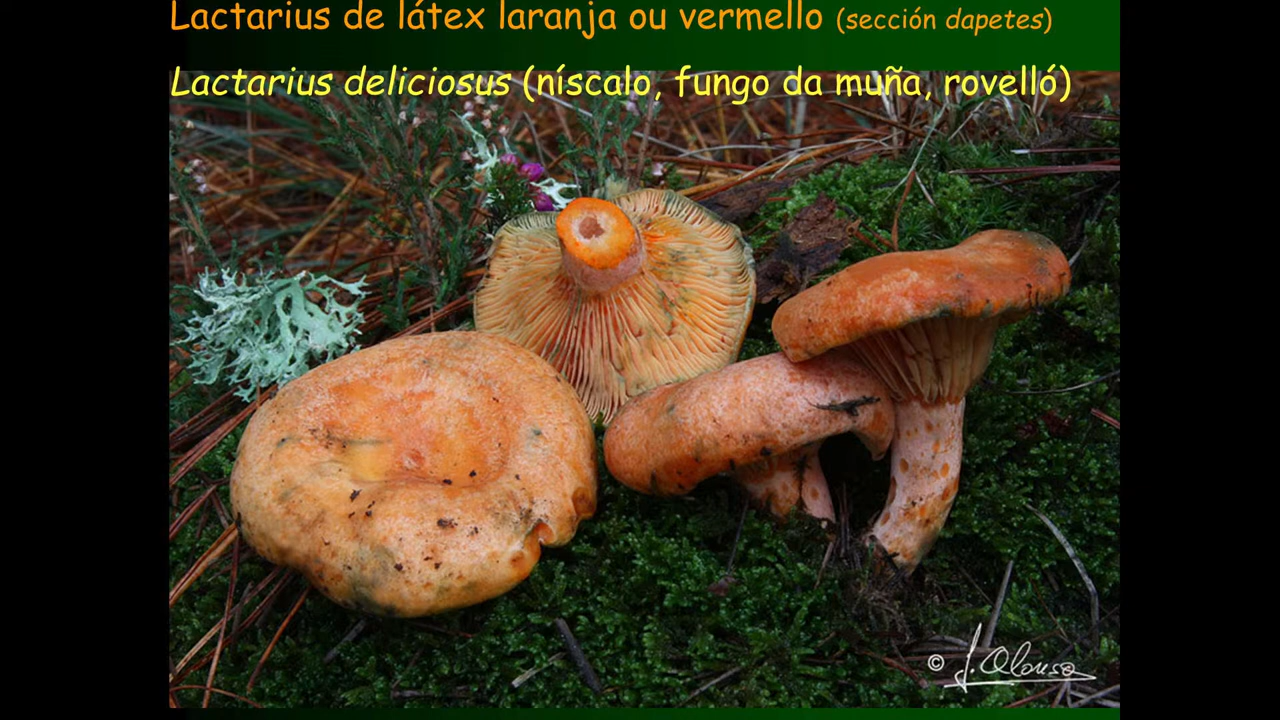 Lactarius de látex laranja ou vermello (sección dapetes)
Lactarius deliciosus (níscalo, fungo da muña, rovelló)
© J. Alonso